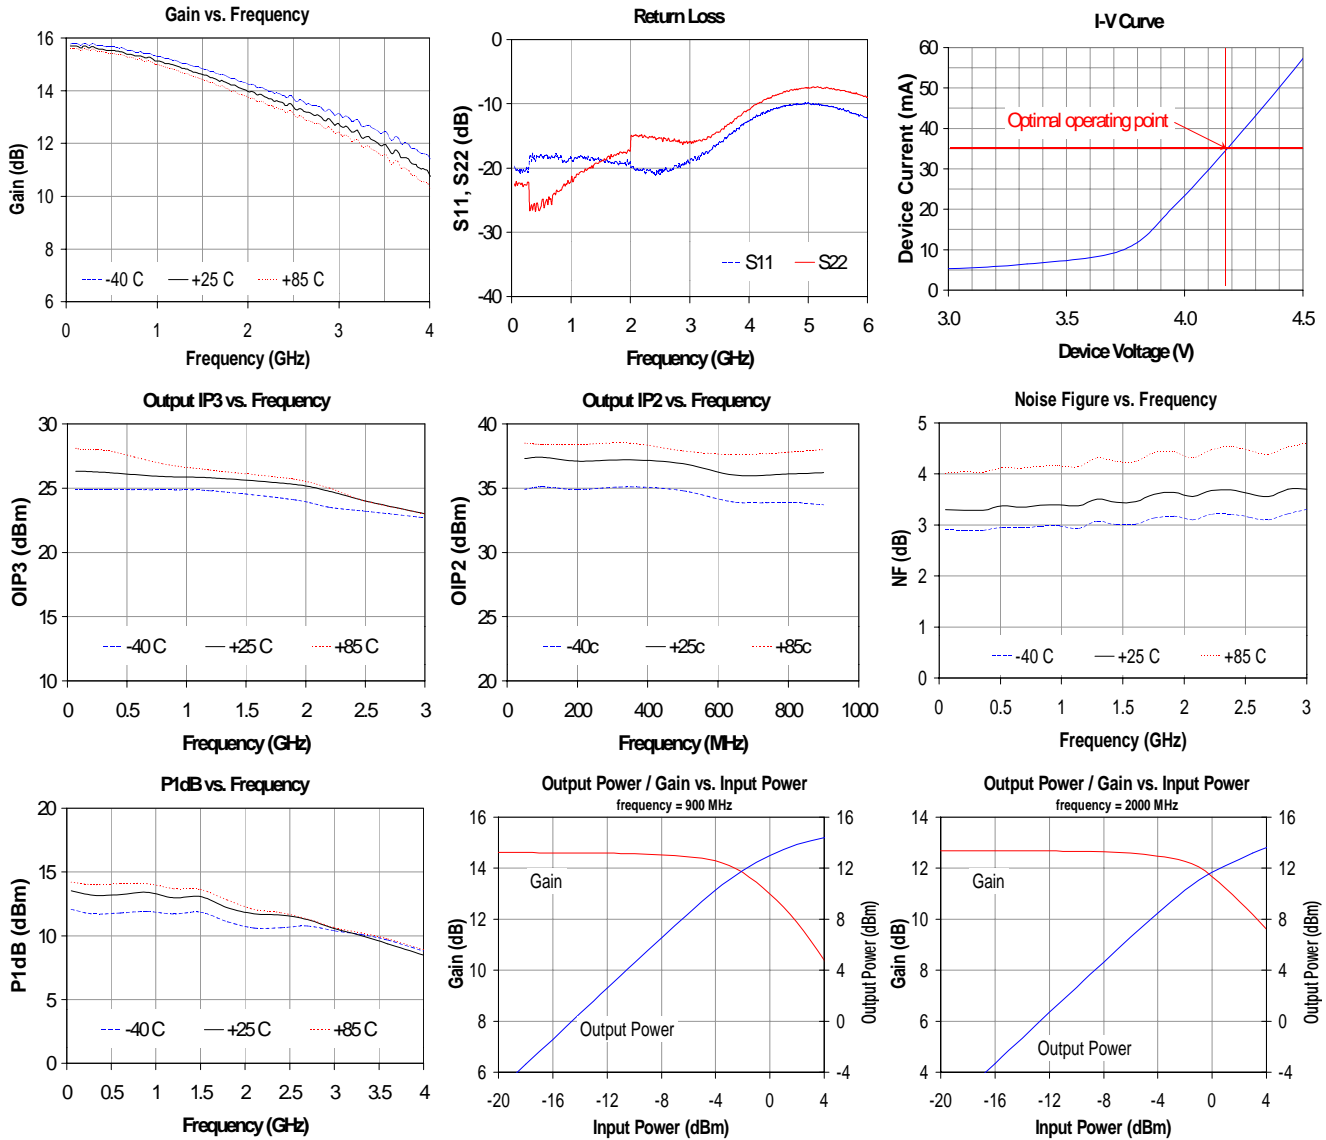 Gain vs. Frequency
16
14
12
10
8
6
Gain (dB)
-40 C +25 C +85 C
0 1 2 3 4
Frequency (GHz)
Return Loss
0
-10
-20
-30
-40
S11, S22 (dB)
S11 S22
0 1 2 3 4 5 6
Frequency (GHz)
I-V Curve
60
50
40
30
20
10
0
Device Current (mA)
Optimal operating point
3.0 3.5 4.0 4.5
Device Voltage (V)
Output IP3 vs. Frequency
30
25
20
15
10
OIP3 (dBm)
-40 C +25 C +85 C
0 0.5 1 1.5 2 2.5 3
Frequency (GHz)
Output IP2 vs. Frequency
40
35
30
25
20
OIP2 (dBm)
-40c +25c +85c
0 200 400 600 800 1000
Frequency (MHz)
Noise Figure vs. Frequency
5
4
3
2
1
0
NF (dB)
-40 C +25 C +85 C
0 0.5 1 1.5 2 2.5 3
Frequency (GHz)
P1dB vs. Frequency
20
15
10
5
0
P1dB (dBm)
-40 C +25 C +85 C
0 0.5 1 1.5 2 2.5 3 3.5 4
Frequency (GHz)
Output Power / Gain vs. Input Power
frequency = 900 MHz
16
14
12
10
8
6
Gain (dB)
Gain
Output Power
16
12
8
4
0
-4
Output Power (dBm)
-20 -16 -12 -8 -4 0 4
Input Power (dBm)
Output Power / Gain vs. Input Power
frequency = 2000 MHz
14
12
10
8
6
4
Gain (dB)
Gain
Output Power
16
12
8
4
0
-4
Output Power (dBm)
-20 -16 -12 -8 -4 0 4
Input Power (dBm)